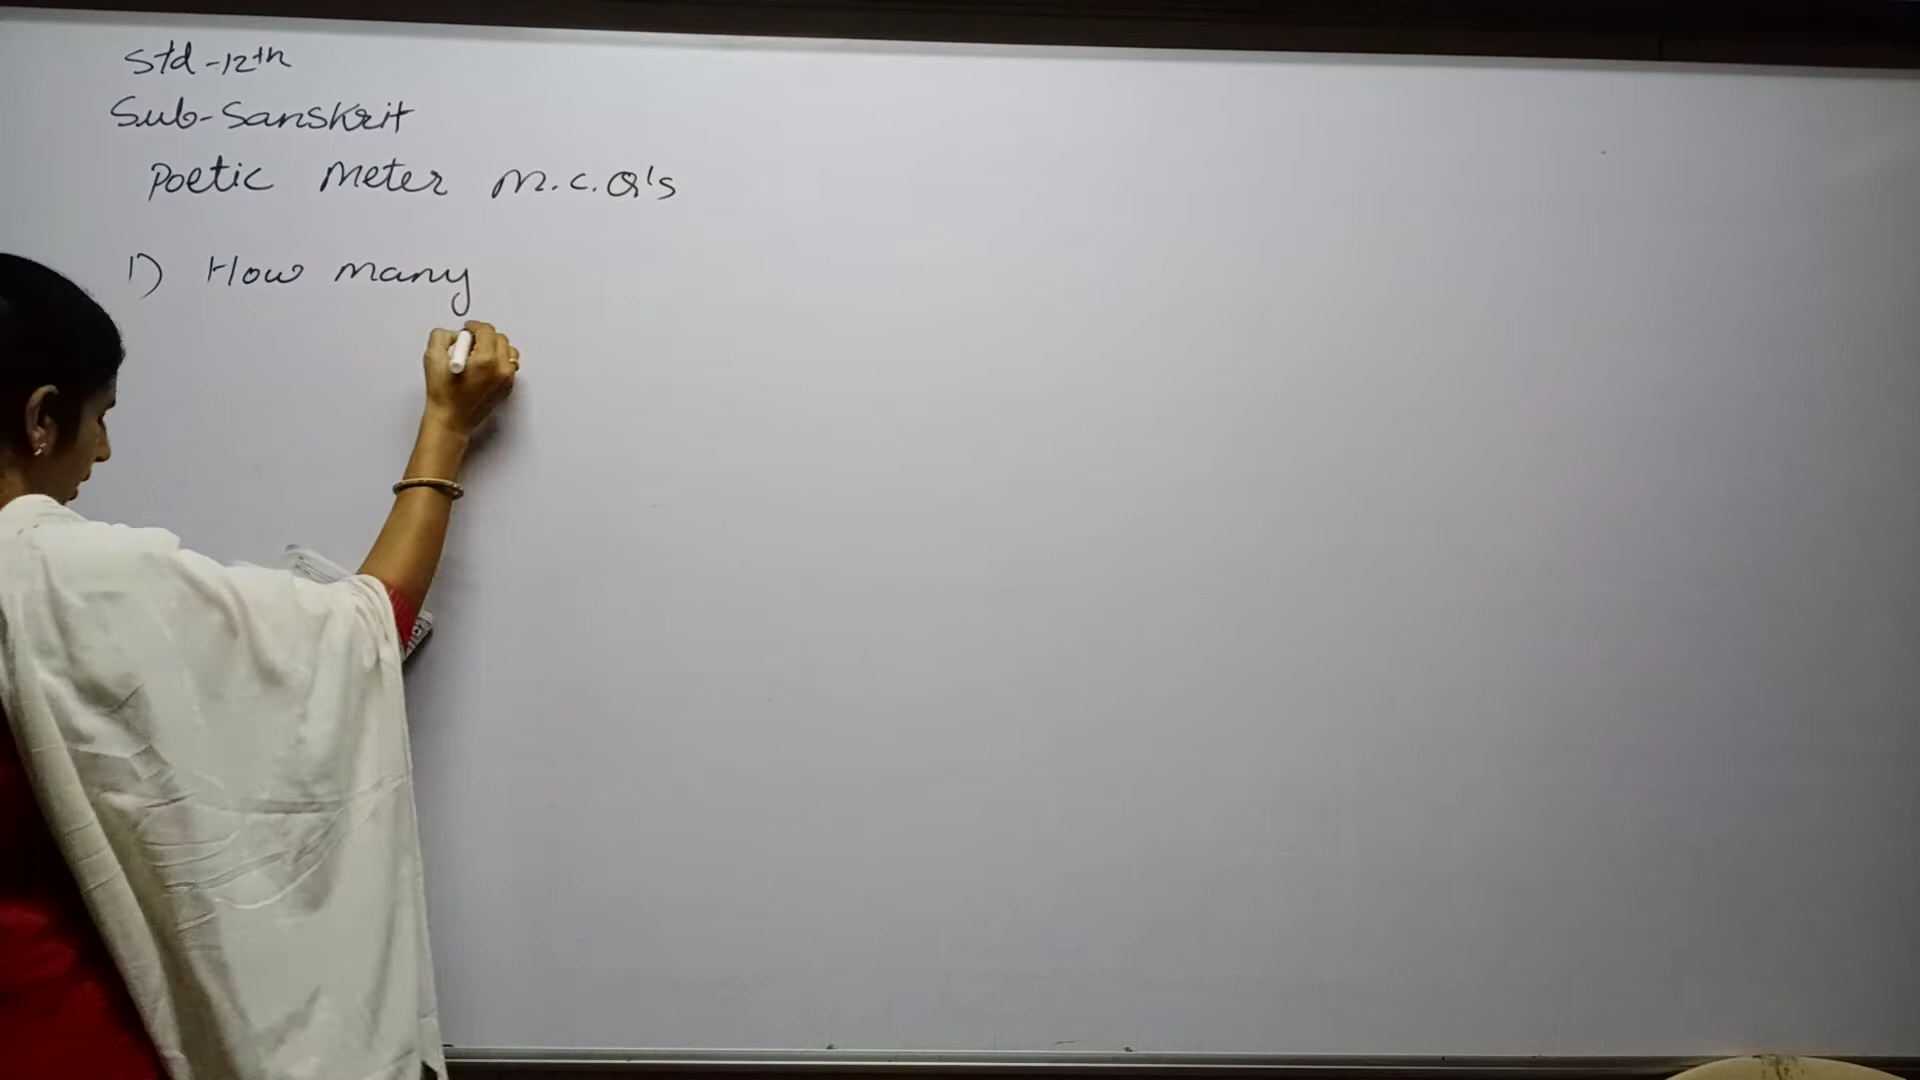 Std-12th
Sub-Sanskrit
Poetic Meter M.C.Q's
1) How many